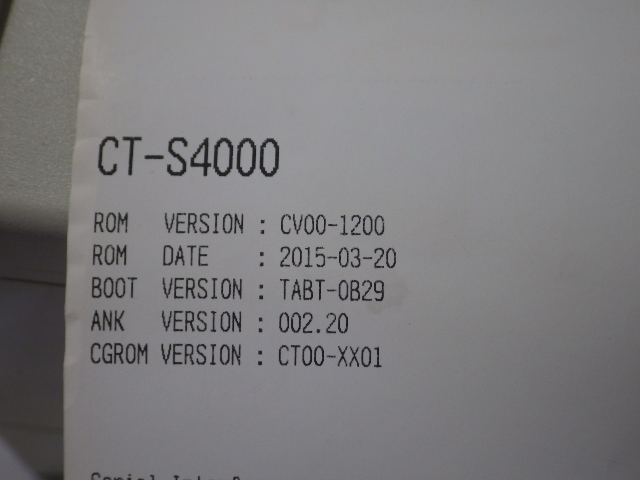 CT-S4000
ROM VERSION : CV00-1200
ROM DATE : 2015-03-20
BOOT VERSION : TABT-0B29
ANK VERSION : 002.20
CGROM VERSION : CT00-XX01